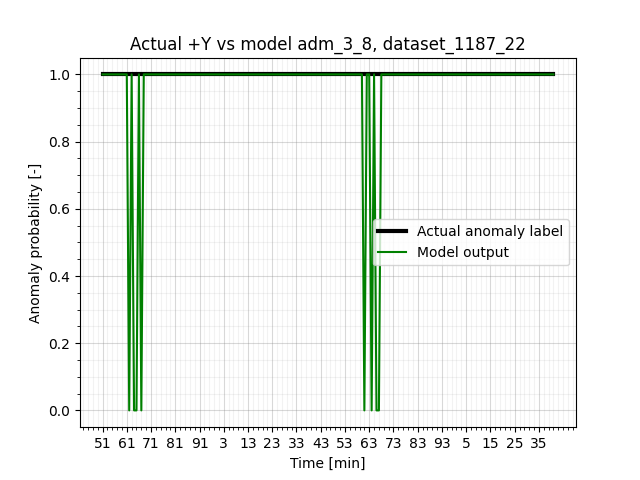 Actual +Y vs model adm_3_8, dataset_1187_22
1.0
0.8
0.6
0.4
0.2
0.0
Anomaly probability [-]
Actual anomaly label
Model output
51 61 71 81 91 3 13 23 33 43 53 63 73 83 93 5 15 25 35
Time [min]